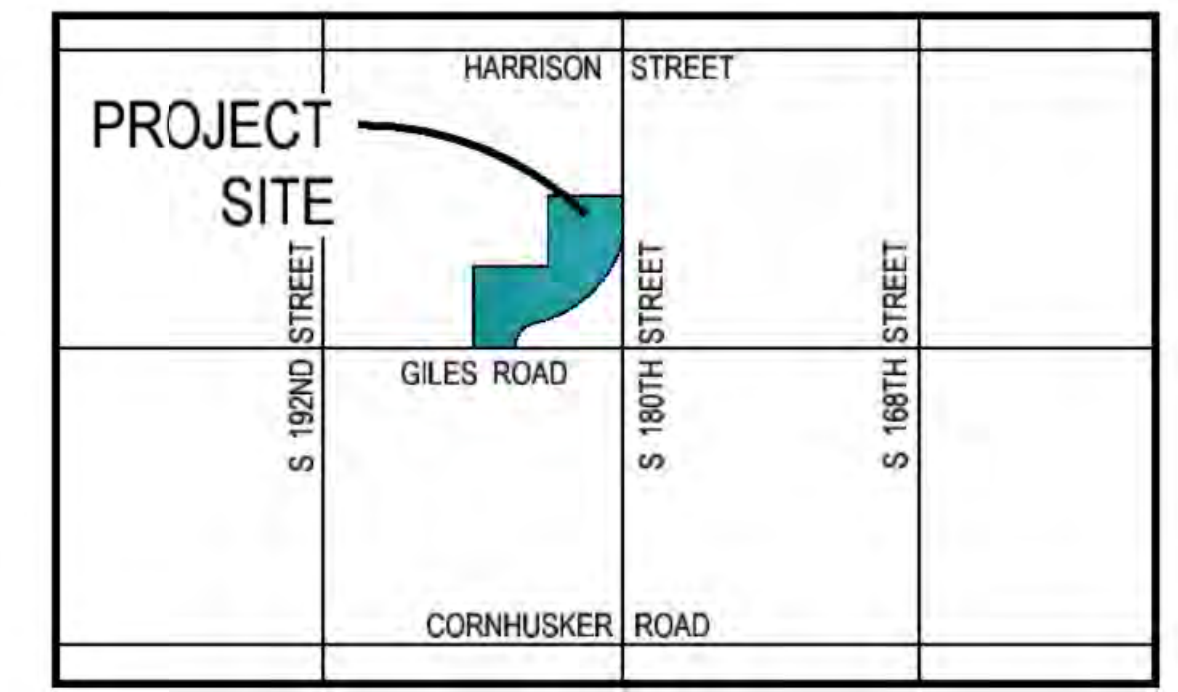 HARRISON STREET
PROJECT
SITE
S 192ND STREET
S 180TH STREET
S 168TH STREET
GILES ROAD
CORNHUSKER ROAD